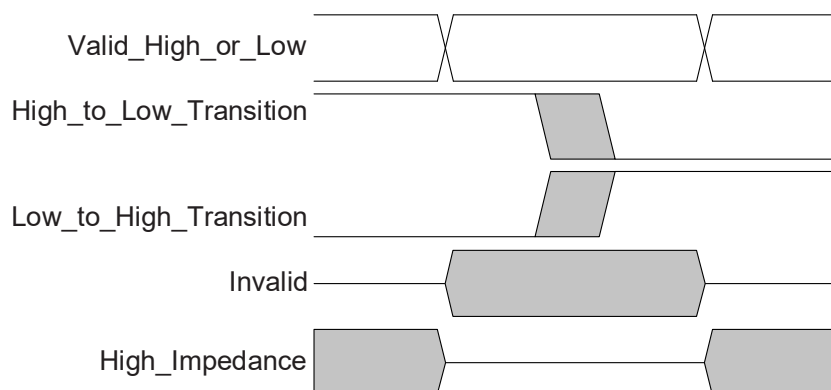 Valid_High_or_Low
High_to_Low_Transition
Low_to_High_Transition
Invalid
High_Impedance